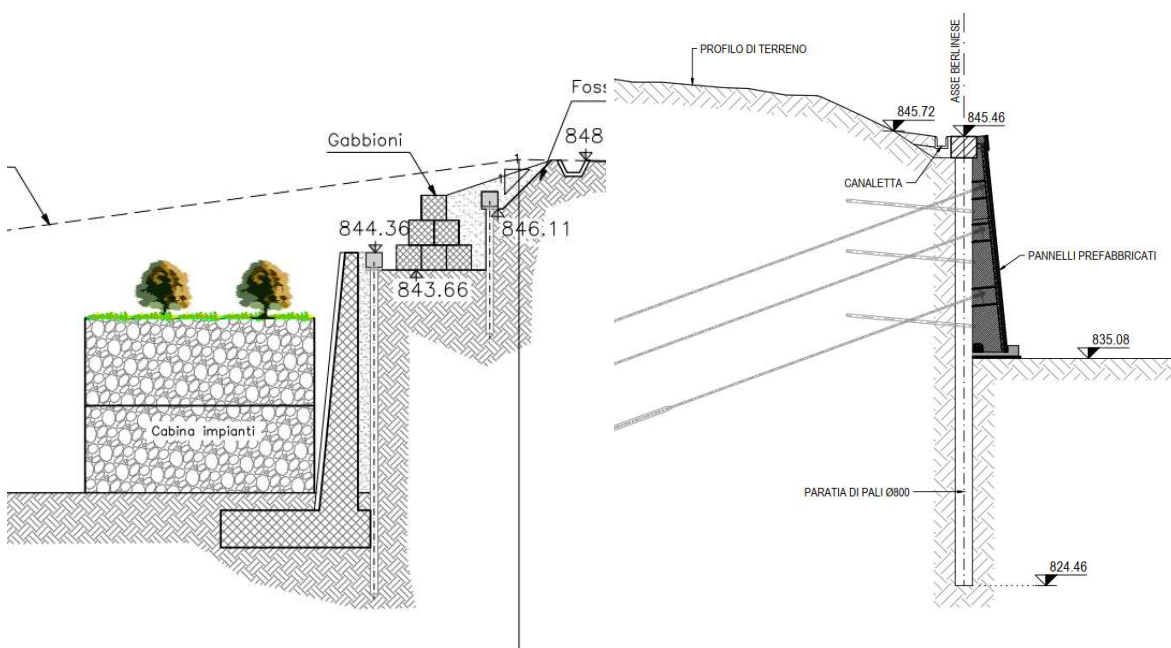 Foss
848
Gabbioni
844.36
846.11
843.66
Cabina impianti
ASSE BERLINESE
PROFILO DI TERRENO
845.72
845.46
CANALETTA
PANNELLI PREFABBRICATI
835.08
PARATIA DI PALI Ø800
824.46